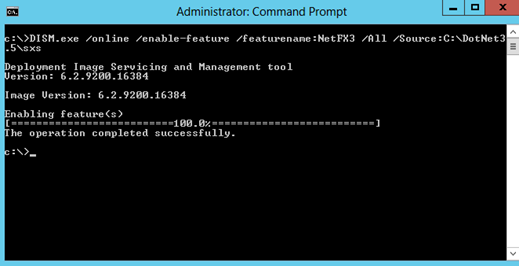 Administrator: Command Prompt
c:\>DISM.exe /online /enable-feature /featurename:NetFX3 /All /Source:C:\DotNet3
.5\sxs
Deployment Image Servicing and Management tool
Version: 6.2.9200.16384
Image Version: 6.2.9200.16384
Enabling feature(s)
[==========================100.0%==========================]
The operation completed successfully.
c:\>_